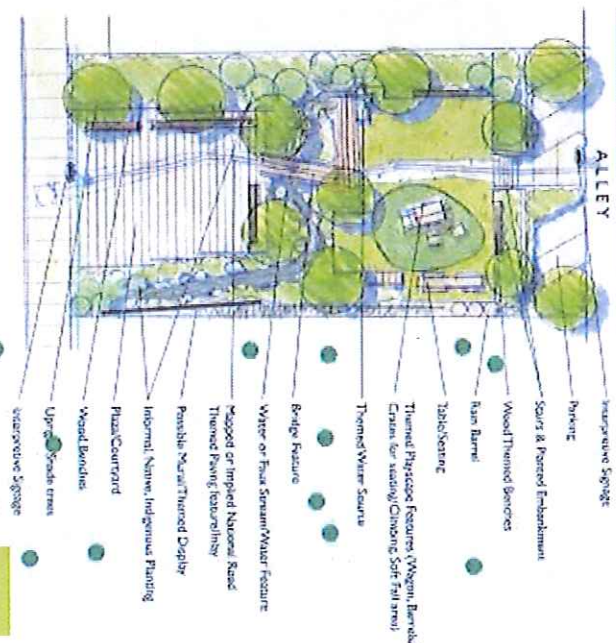 ALLEY
Interpretive Signage
Parking
Stairs & Planted Embankment
Wood Themed Benches
Rain Barrel
Table/Seating
Themed Playscape Features (Wagon, Barrels,
Crates for seating/Climbing, Soft Fall area)
Themed Water Source
Bridge Feature
Water or Faux Stream/Water Feature
Mapped or Implied National Road
Themed Paving feature/Inlay
Possible Mural/Themed Display
Informal, Native, Indigenous Planting
Plaza/Courtyard
Wood Benches
Shade trees
Interpretive Signage